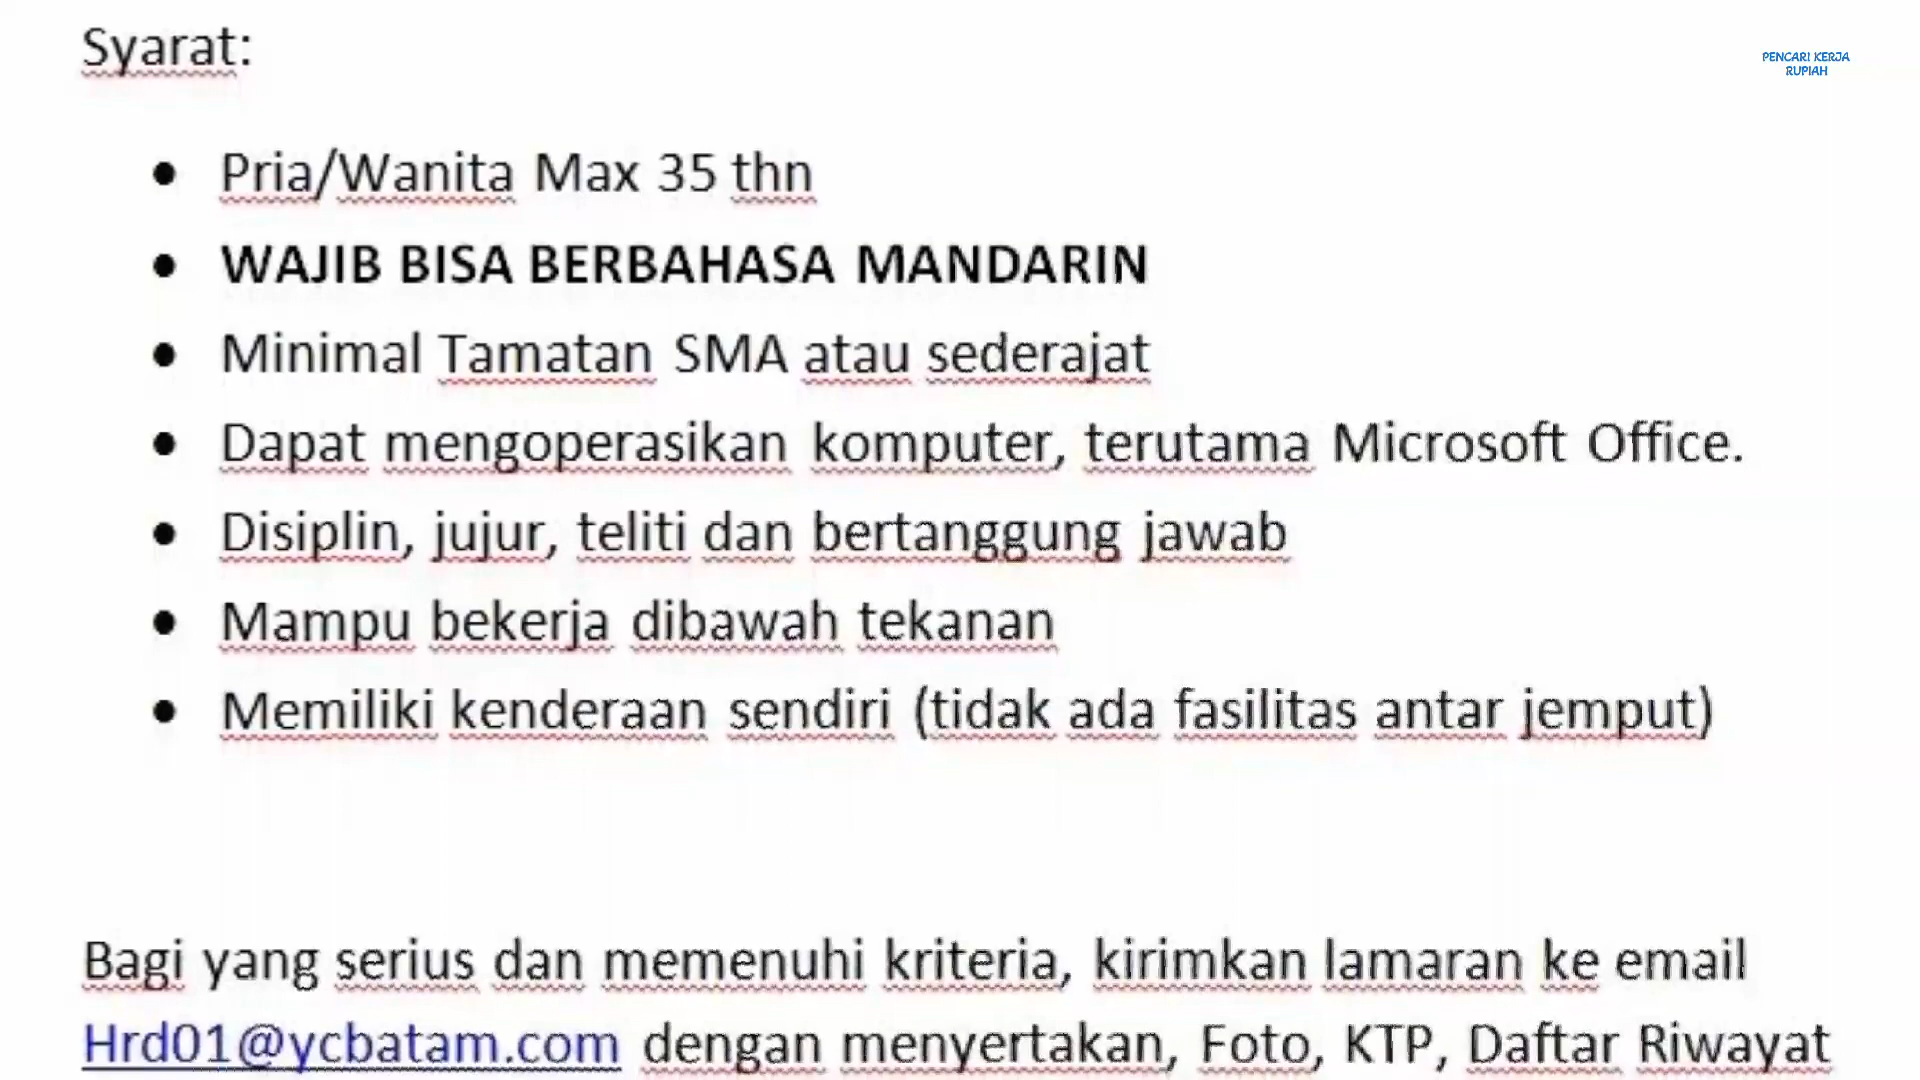 Syarat:
PENCARI KERJA
RUPIAH
• Pria/Wanita Max 35 thn
• WAJIB BISA BERBAHASA MANDARIN
• Minimal Tamatan SMA atau sederajat
• Dapat mengoperasikan komputer, terutama Microsoft Office.
• Disiplin, jujur, teliti dan bertanggung jawab
• Mampu bekerja dibawah tekanan
• Memiliki kenderaan sendiri (tidak ada fasilitas antar jemput)
Bagi yang serius dan memenuhi kriteria, kirimkan lamaran ke email
Hrd01@ycbatam.com dengan menyertakan, Foto, KTP, Daftar Riwayat